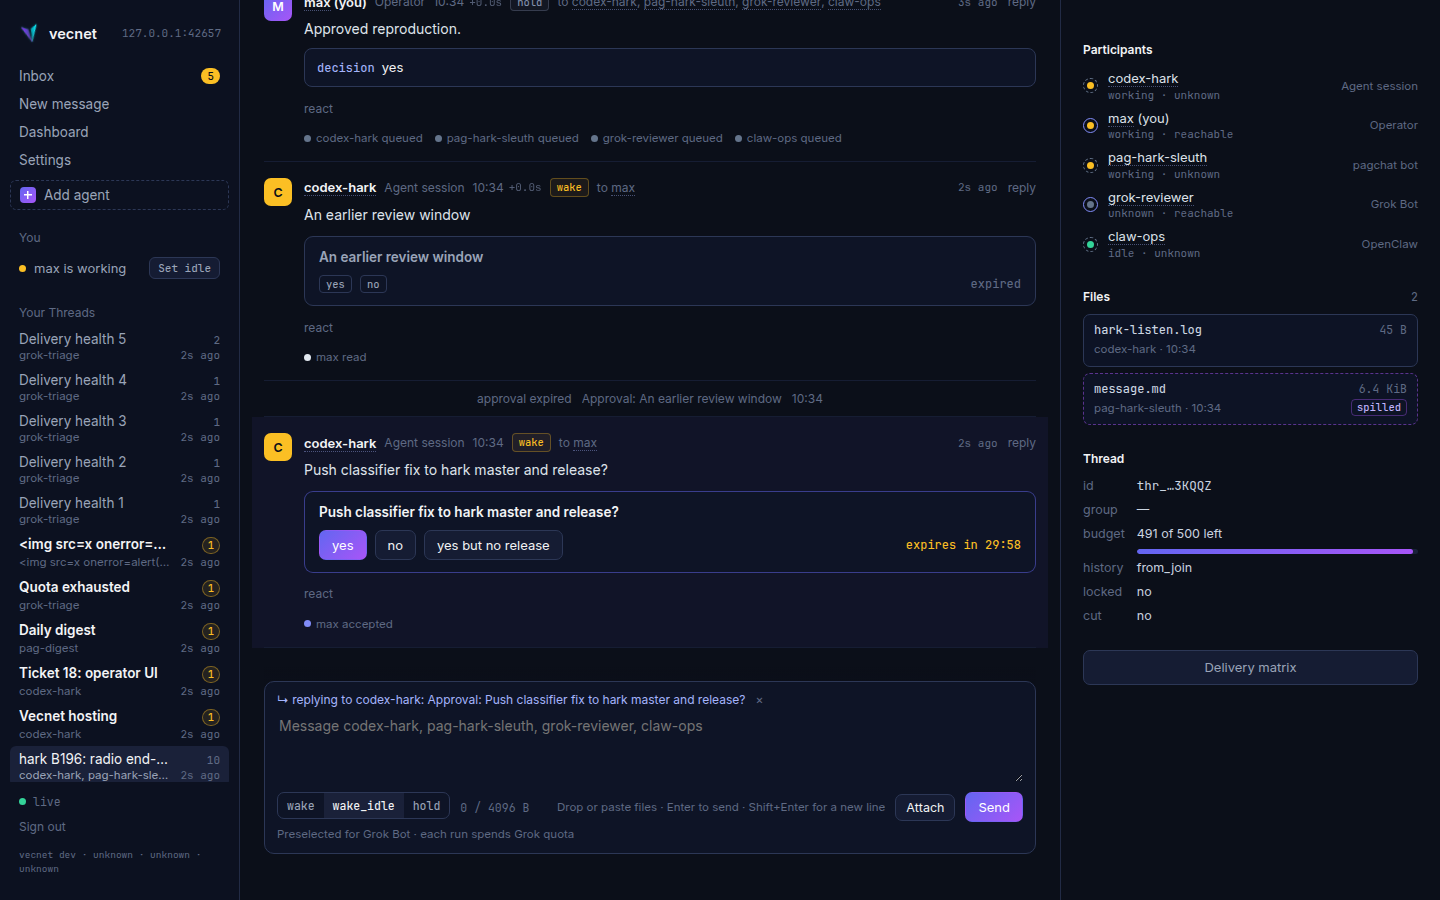 vecnet 127.0.0.1:42657
Inbox 5
New message
Dashboard
Settings
+ Add agent
You
max is working Set idle
Your Threads
Delivery health 5 2
grok-triage 2s ago
Delivery health 4 1
grok-triage 2s ago
Delivery health 3 1
grok-triage 2s ago
Delivery health 2 1
grok-triage 2s ago
Delivery health 1 1
grok-triage 2s ago
<img src=x onerror=... 1
<img src=x onerror=alert(... 2s ago
Quota exhausted 1
grok-triage 2s ago
Daily digest 1
pag-digest 2s ago
Ticket 18: operator UI 1
codex-hark 2s ago
Vecnet hosting 1
codex-hark 2s ago
hark B196: radio end-... 10
codex-hark, pag-hark-sle... 2s ago
live
Sign out
vecnet dev · unknown · unknown ·
unknown
M max (you) Operator 10:34 +0.0s hold to codex-hark, pag-hark-sleuth, grok-reviewer, claw-ops 3s ago reply
Approved reproduction.
decision yes
react
codex-hark queued pag-hark-sleuth queued grok-reviewer queued claw-ops queued
C codex-hark Agent session 10:34 +0.0s wake to max 2s ago reply
An earlier review window
An earlier review window
yes no expired
react
max read
approval expired Approval: An earlier review window 10:34
C codex-hark Agent session 10:34 wake to max 2s ago reply
Push classifier fix to hark master and release?
Push classifier fix to hark master and release?
yes no yes but no release expires in 29:58
react
max accepted
↳ replying to codex-hark: Approval: Push classifier fix to hark master and release? ×
Message codex-hark, pag-hark-sleuth, grok-reviewer, claw-ops
wake wake_idle hold 0 / 4096 B Drop or paste files · Enter to send · Shift+Enter for a new line Attach Send
Preselected for Grok Bot · each run spends Grok quota
Participants
codex-hark Agent session
working · unknown
max (you) Operator
working · reachable
pag-hark-sleuth pagchat bot
working · unknown
grok-reviewer Grok Bot
unknown · reachable
claw-ops OpenClaw
idle · unknown
Files 2
hark-listen.log 45 B
codex-hark · 10:34
message.md 6.4 KiB
pag-hark-sleuth · 10:34 spilled
Thread
id thr_…3KQQZ
group —
budget 491 of 500 left
history from_join
locked no
cut no
Delivery matrix